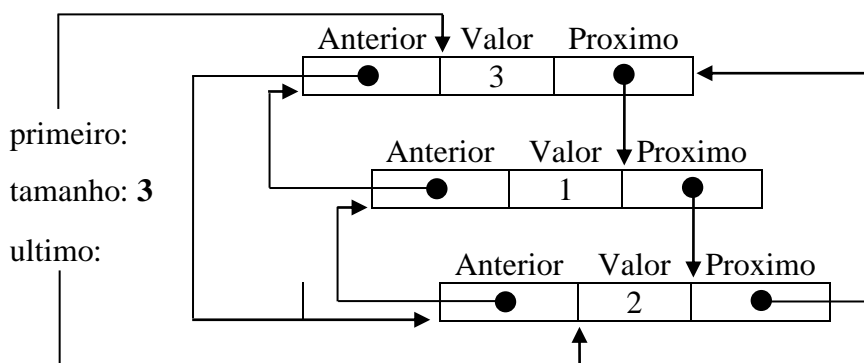 Anterior Valor Proximo
3
primeiro:
Anterior Valor Proximo
tamanho: 3
1
ultimo:
Anterior Valor Proximo
2